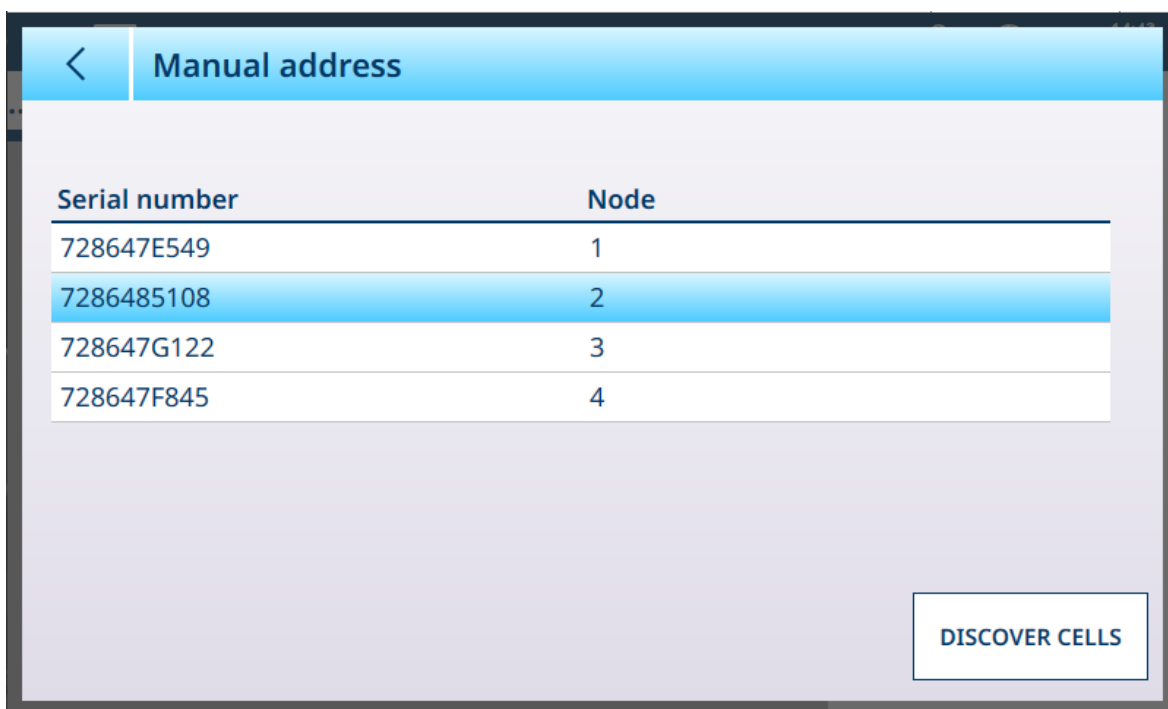 Manual address
Serial number Node
728647E549 1
7286485108 2
728647G122 3
728647F845 4
DISCOVER CELLS